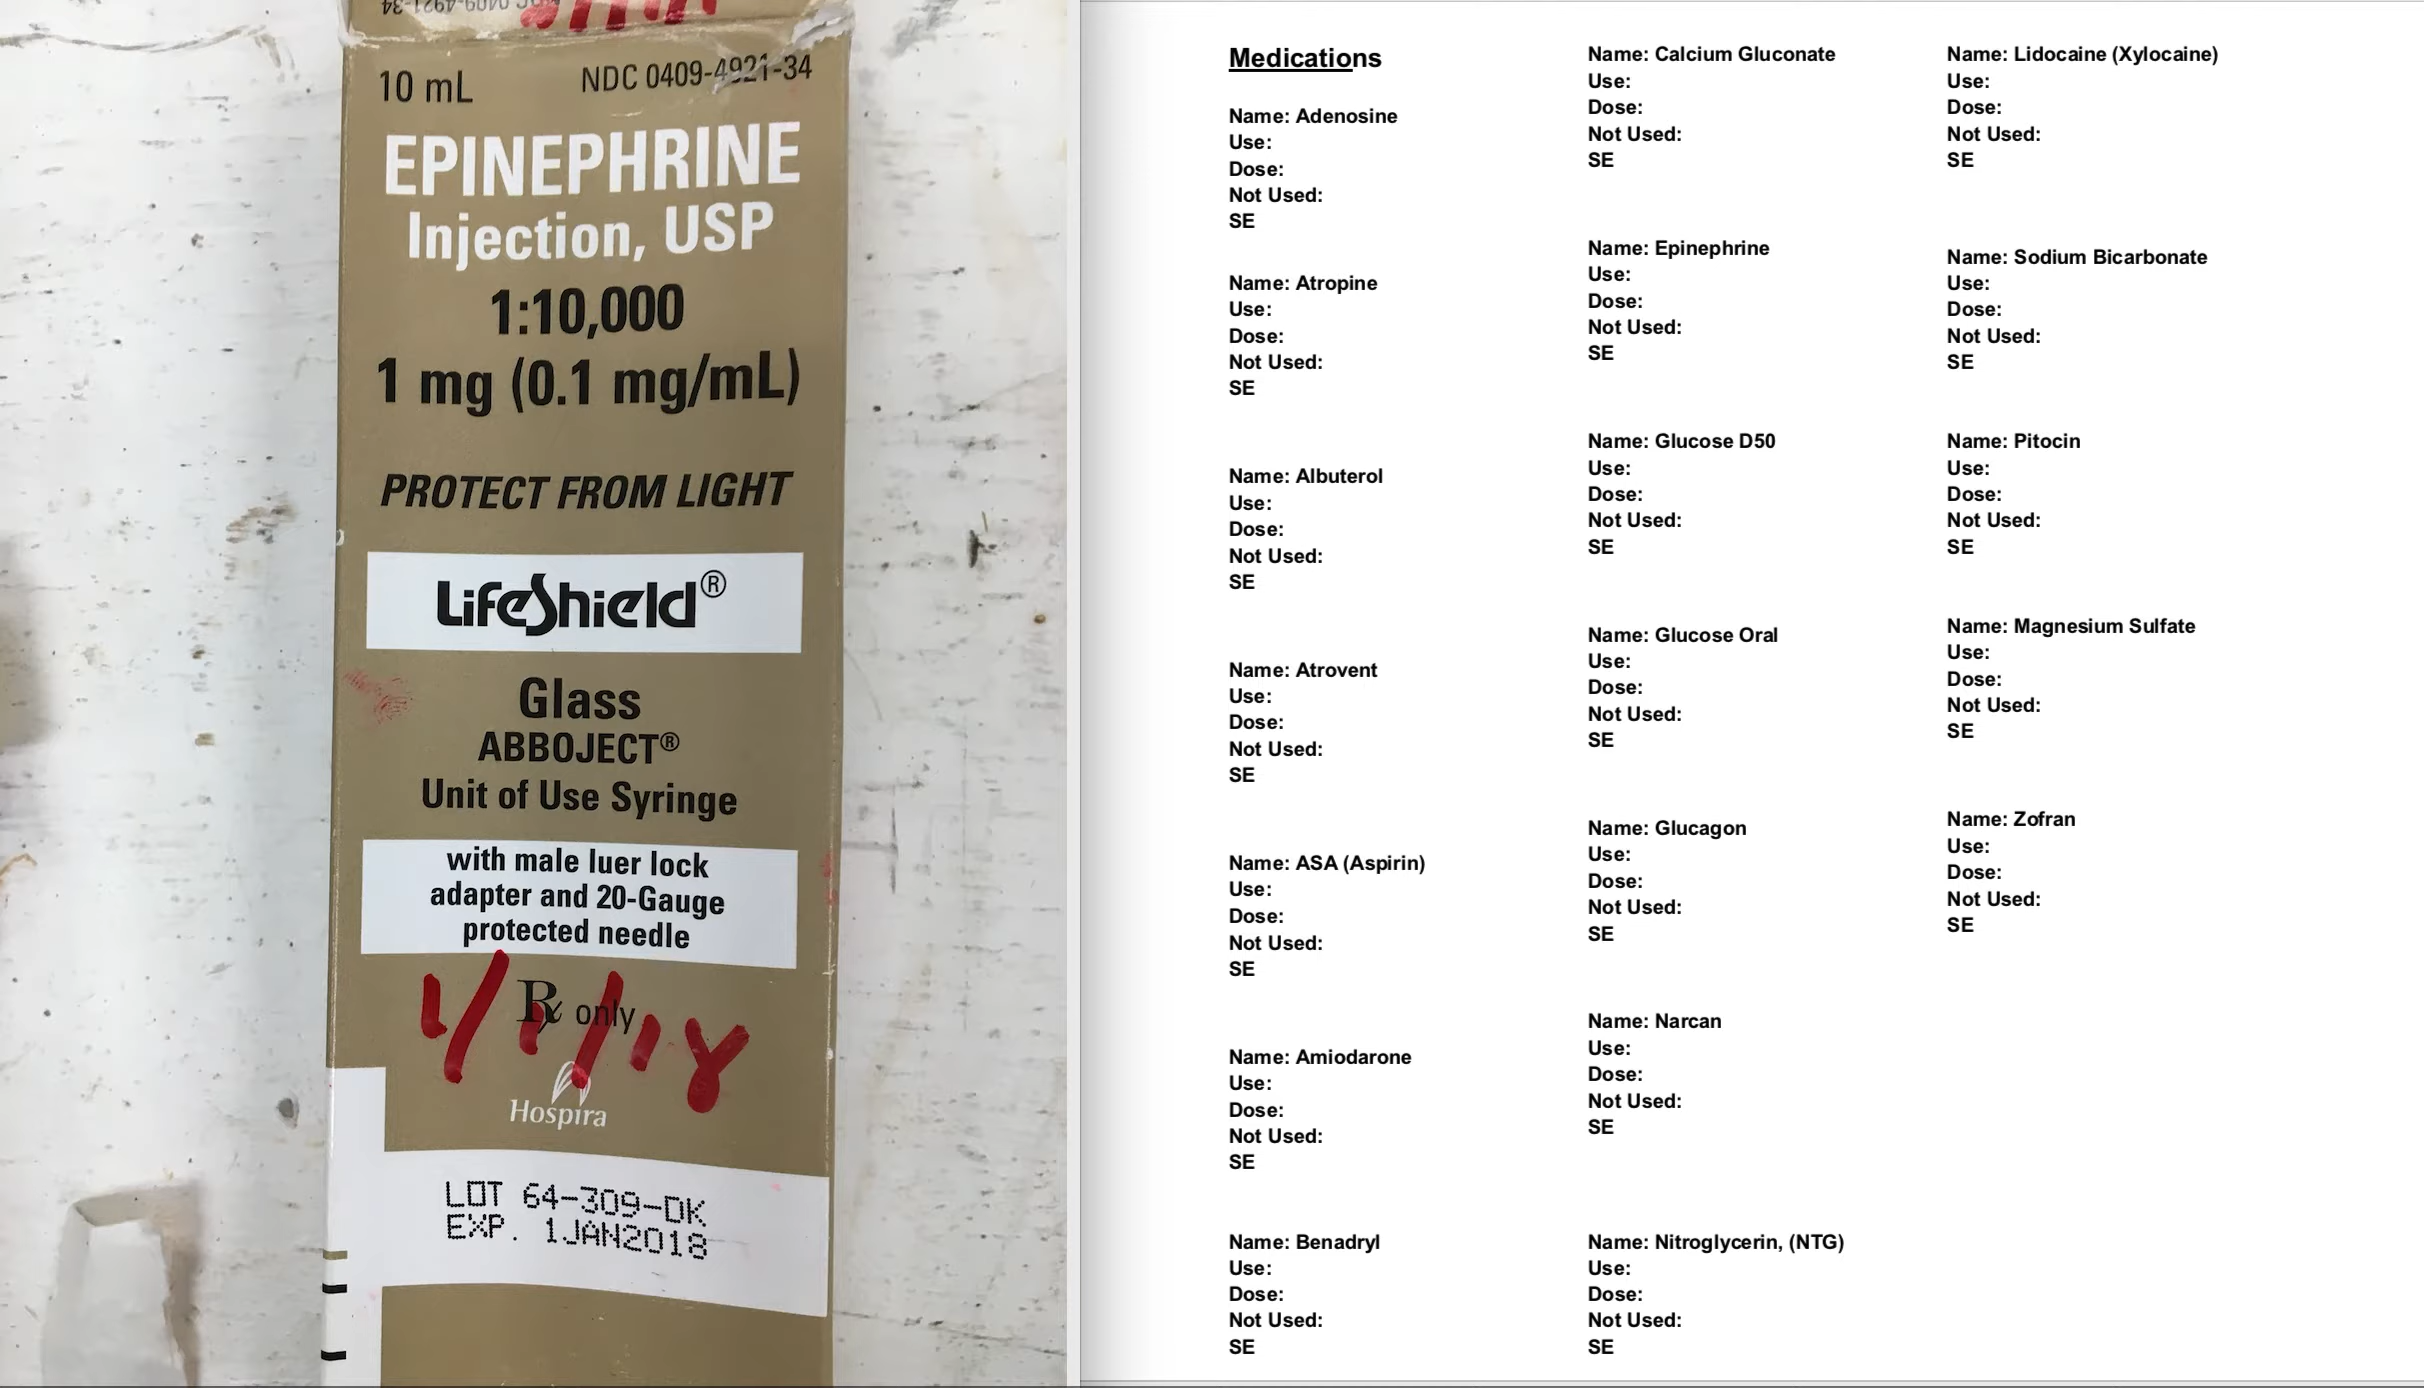 NDC 0409-4921-34
10 mL NDC 0409-4921-34
EPINEPHRINE
Injection, USP
1:10,000
1 mg (0.1 mg/mL)
PROTECT FROM LIGHT
LifeShield®
Glass
ABBOJECT®
Unit of Use Syringe
with male luer lock
adapter and 20-Gauge
protected needle
Rx only
1/1/18
Hospira
LOT 64-309-DK
EXP. 1JAN2018
Medications
Name: Adenosine
Use:
Dose:
Not Used:
SE
Name: Atropine
Use:
Dose:
Not Used:
SE
Name: Albuterol
Use:
Dose:
Not Used:
SE
Name: Atrovent
Use:
Dose:
Not Used:
SE
Name: ASA (Aspirin)
Use:
Dose:
Not Used:
SE
Name: Amiodarone
Use:
Dose:
Not Used:
SE
Name: Benadryl
Use:
Dose:
Not Used:
SE
Name: Calcium Gluconate
Use:
Dose:
Not Used:
SE
Name: Epinephrine
Use:
Dose:
Not Used:
SE
Name: Glucose D50
Use:
Dose:
Not Used:
SE
Name: Glucose Oral
Use:
Dose:
Not Used:
SE
Name: Glucagon
Use:
Dose:
Not Used:
SE
Name: Narcan
Use:
Dose:
Not Used:
SE
Name: Nitroglycerin, (NTG)
Use:
Dose:
Not Used:
SE
Name: Lidocaine (Xylocaine)
Use:
Dose:
Not Used:
SE
Name: Sodium Bicarbonate
Use:
Dose:
Not Used:
SE
Name: Pitocin
Use:
Dose:
Not Used:
SE
Name: Magnesium Sulfate
Use:
Dose:
Not Used:
SE
Name: Zofran
Use:
Dose:
Not Used:
SE